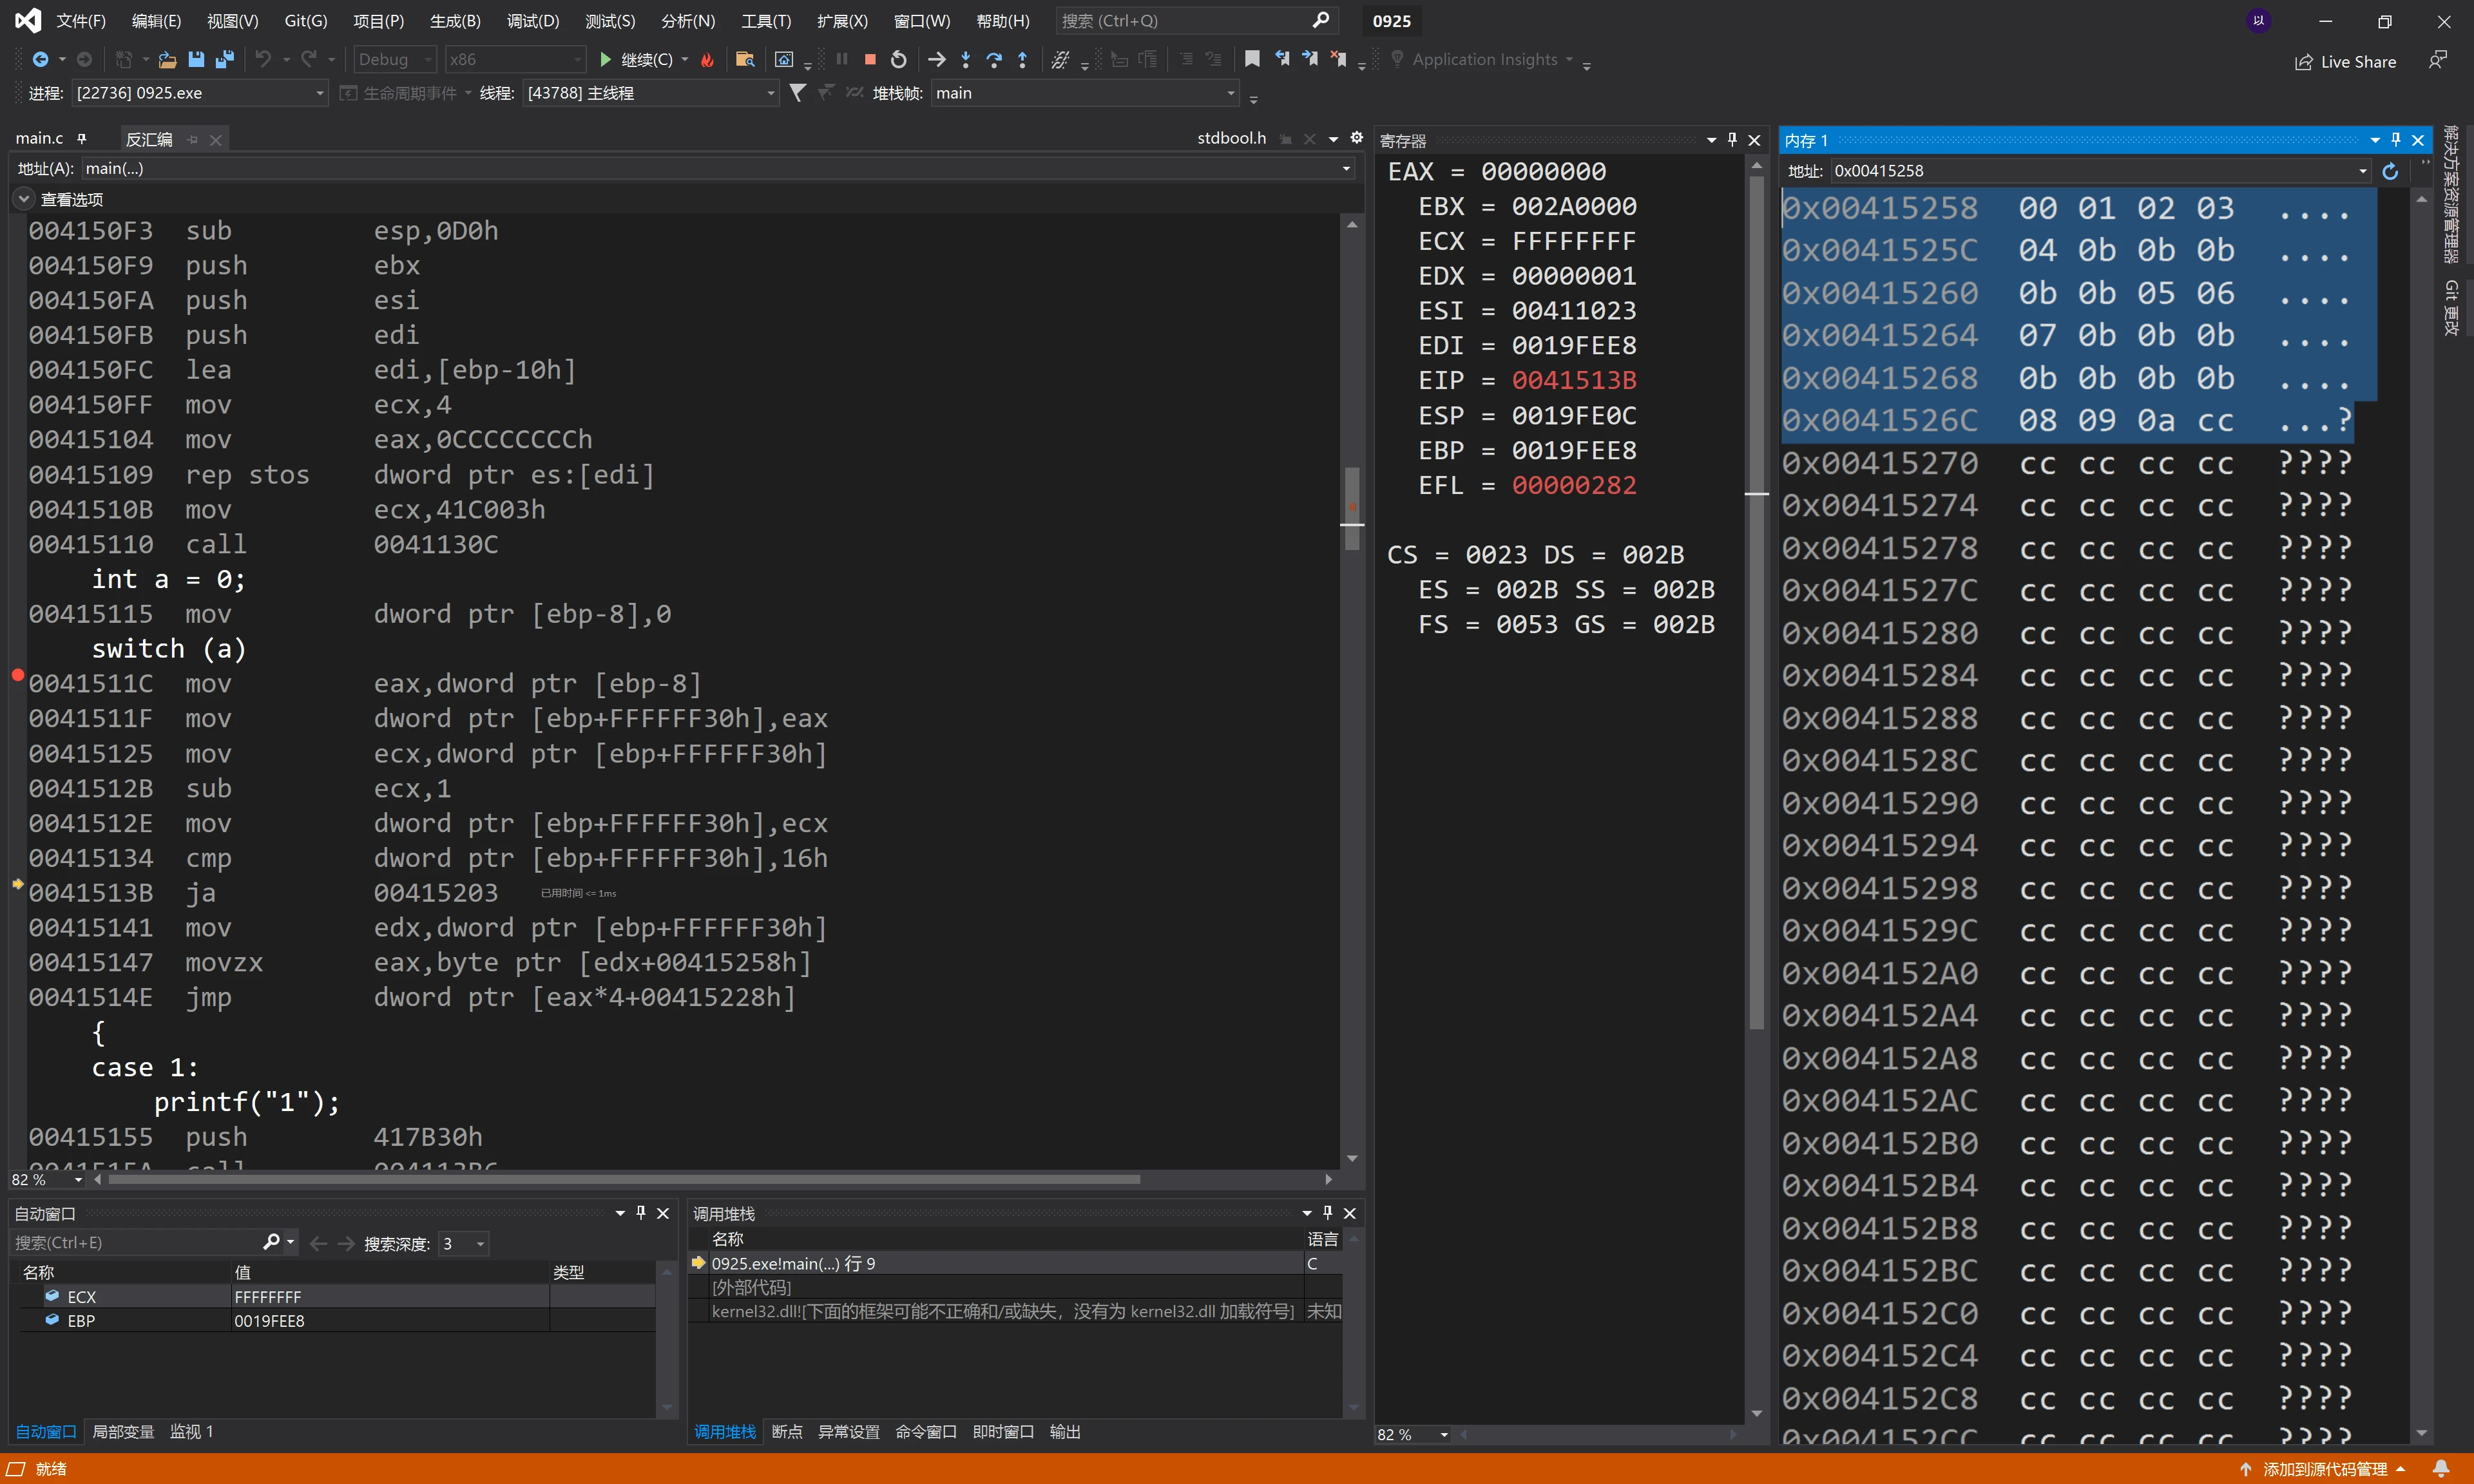 文件(F) 编辑(E) 视图(V) Git(G) 项目(P) 生成(B) 调试(D) 测试(S) 分析(N) 工具(T) 扩展(X) 窗口(W) 帮助(H) 搜索 (Ctrl+Q) 0925 以
Debug x86 继续(C) Application Insights Live Share
进程: [22736] 0925.exe 生命周期事件 线程: [43788] 主线程 堆栈帧: main
main.c 反汇编 stdbool.h
地址(A): main(...)
查看选项
004150F3 sub esp,0D0h
004150F9 push ebx
004150FA push esi
004150FB push edi
004150FC lea edi,[ebp-10h]
004150FF mov ecx,4
00415104 mov eax,0CCCCCCCCh
00415109 rep stos dword ptr es:[edi]
0041510B mov ecx,41C003h
00415110 call 0041130C
int a = 0;
00415115 mov dword ptr [ebp-8],0
switch (a)
0041511C mov eax,dword ptr [ebp-8]
0041511F mov dword ptr [ebp+FFFFFF30h],eax
00415125 mov ecx,dword ptr [ebp+FFFFFF30h]
0041512B sub ecx,1
0041512E mov dword ptr [ebp+FFFFFF30h],ecx
00415134 cmp dword ptr [ebp+FFFFFF30h],16h
0041513B ja 00415203 已用时间 <= 1ms
00415141 mov edx,dword ptr [ebp+FFFFFF30h]
00415147 movzx eax,byte ptr [edx+00415258h]
0041514E jmp dword ptr [eax*4+00415228h]
{
case 1:
printf("1");
00415155 push 417B30h
82 %
寄存器
EAX = 00000000
EBX = 002A0000
ECX = FFFFFFFF
EDX = 00000001
ESI = 00411023
EDI = 0019FEE8
EIP = 0041513B
ESP = 0019FE0C
EBP = 0019FEE8
EFL = 00000282
CS = 0023 DS = 002B
ES = 002B SS = 002B
FS = 0053 GS = 002B
82 %
内存 1
地址: 0x00415258
0x00415258 00 01 02 03 ....
0x0041525C 04 0b 0b 0b ....
0x00415260 0b 0b 05 06 ....
0x00415264 07 0b 0b 0b ....
0x00415268 0b 0b 0b 0b ....
0x0041526C 08 09 0a cc ...?
0x00415270 cc cc cc cc ????
0x00415274 cc cc cc cc ????
0x00415278 cc cc cc cc ????
0x0041527C cc cc cc cc ????
0x00415280 cc cc cc cc ????
0x00415284 cc cc cc cc ????
0x00415288 cc cc cc cc ????
0x0041528C cc cc cc cc ????
0x00415290 cc cc cc cc ????
0x00415294 cc cc cc cc ????
0x00415298 cc cc cc cc ????
0x0041529C cc cc cc cc ????
0x004152A0 cc cc cc cc ????
0x004152A4 cc cc cc cc ????
0x004152A8 cc cc cc cc ????
0x004152AC cc cc cc cc ????
0x004152B0 cc cc cc cc ????
0x004152B4 cc cc cc cc ????
0x004152B8 cc cc cc cc ????
0x004152BC cc cc cc cc ????
0x004152C0 cc cc cc cc ????
0x004152C4 cc cc cc cc ????
0x004152C8 cc cc cc cc ????
0x004152CC cc cc cc cc ????
解决方案资源管理器
Git 更改
自动窗口
搜索(Ctrl+E) 搜索深度: 3
名称 值 类型
ECX FFFFFFFF
EBP 0019FEE8
自动窗口 局部变量 监视 1
调用堆栈
名称 语言
0925.exe!main(...) 行 9 C
[外部代码]
kernel32.dll![下面的框架可能不正确和/或缺失，没有为 kernel32.dll 加载符号] 未知
调用堆栈 断点 异常设置 命令窗口 即时窗口 输出
就绪 添加到源代码管理